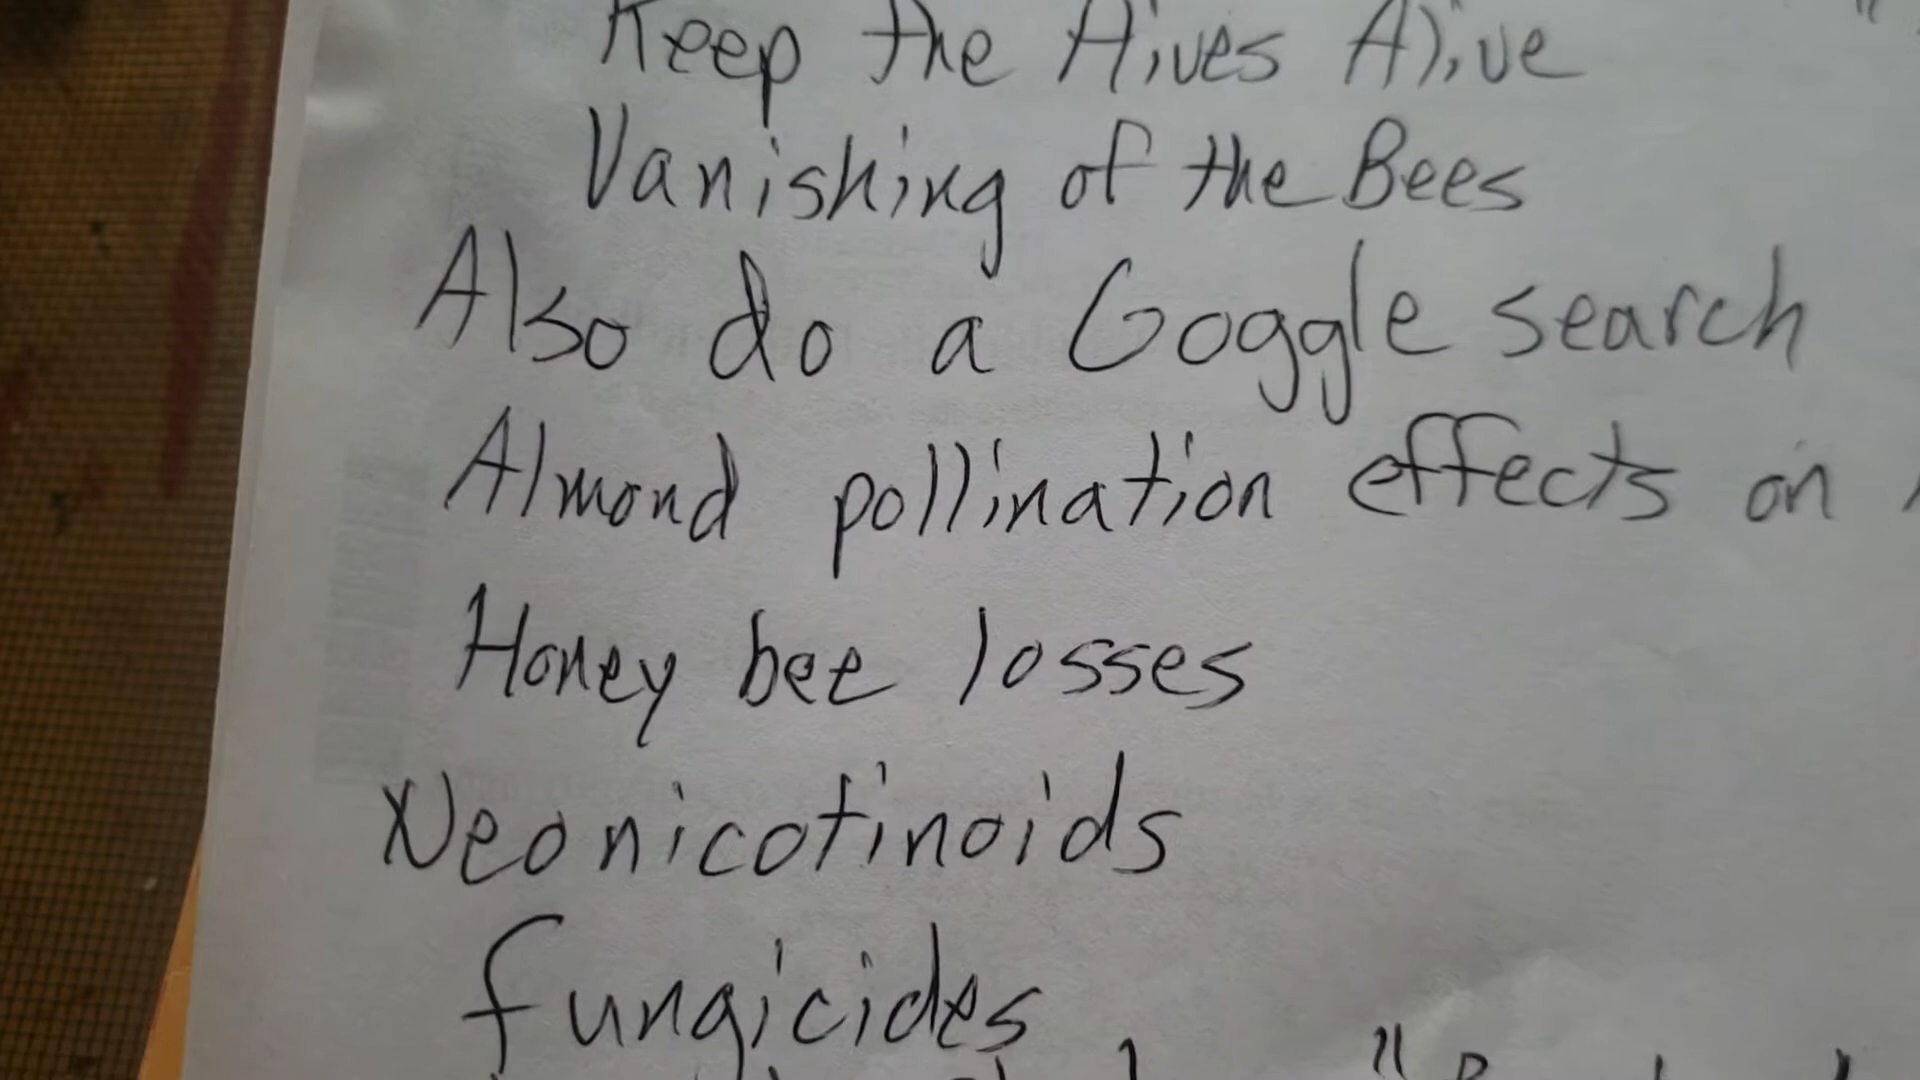 Keep the Hives Alive
Vanishing of the Bees
Also do a Goggle search
Almond pollination effects on
Honey bee losses
Neonicotinoids
fungicides